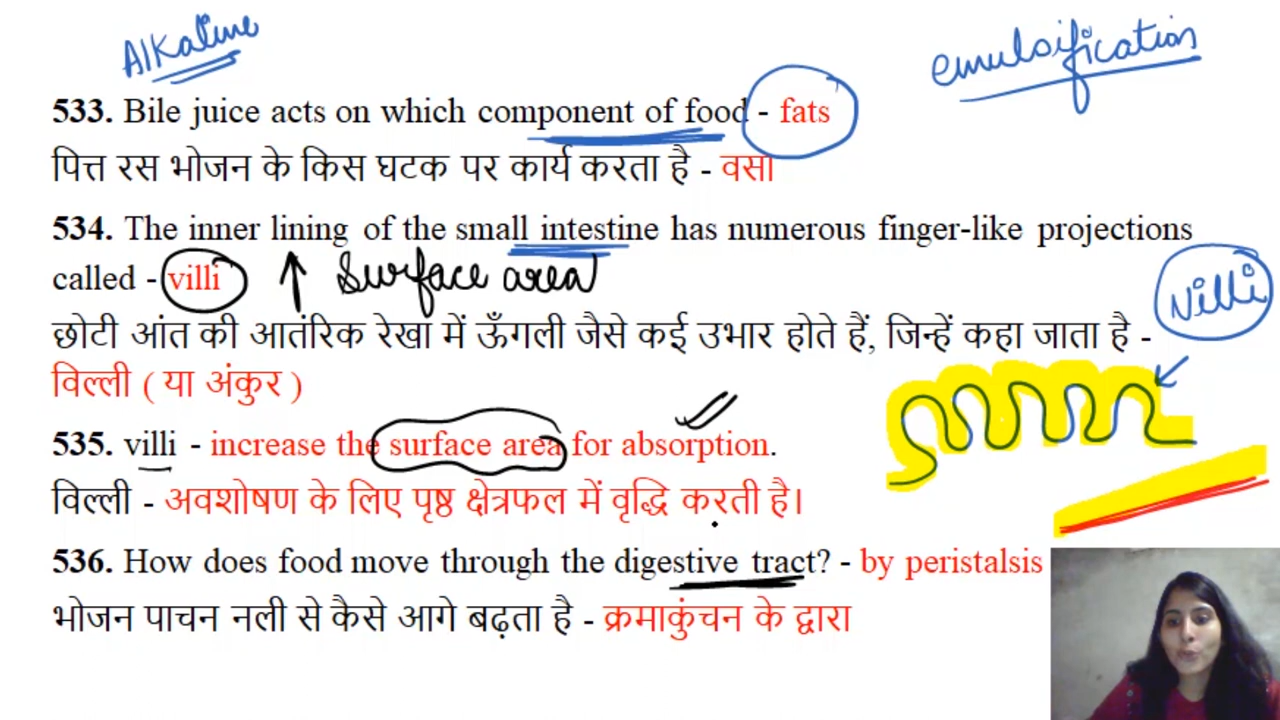 Alkaline
emulsification
533. Bile juice acts on which component of food - fats
पित्त रस भोजन के किस घटक पर कार्य करता है - वसा
534. The inner lining of the small intestine has numerous finger-like projections
called - villi ↑ Surface area
Villi
छोटी आंत की आतंरिक रेखा में ऊँगली जैसे कई उभार होते हैं, जिन्हें कहा जाता है -
विल्ली ( या अंकुर )
535. villi - increase the surface area for absorption.
विल्ली - अवशोषण के लिए पृष्ठ क्षेत्रफल में वृद्धि करती है।
536. How does food move through the digestive tract? - by peristalsis
भोजन पाचन नली से कैसे आगे बढ़ता है - क्रमाकुंचन के द्वारा